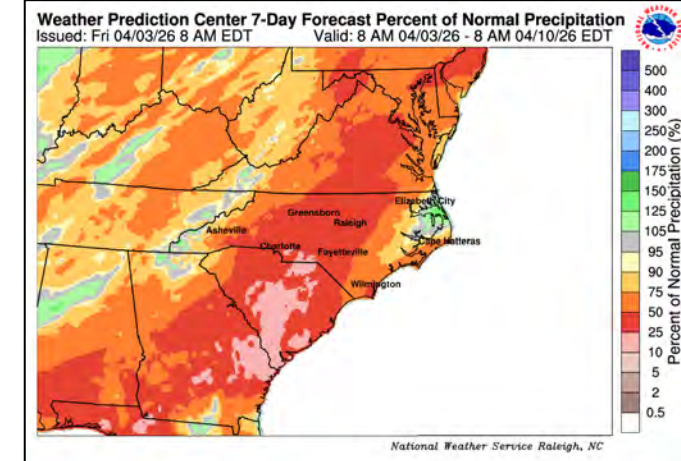 Weather Prediction Center 7-Day Forecast Percent of Normal Precipitation
Issued: Fri 04/03/26 8 AM EDT Valid: 8 AM 04/03/26 - 8 AM 04/10/26 EDT
500
400
300
250
200
175
150
125
105
95
90
75
50
25
10
5
2
0.5
Percent of Normal Precipitation (%)
Elizabeth City
Greensboro
Raleigh
Asheville
Charlotte
Fayetteville
Cape Hatteras
Wilmington
National Weather Service Raleigh, NC